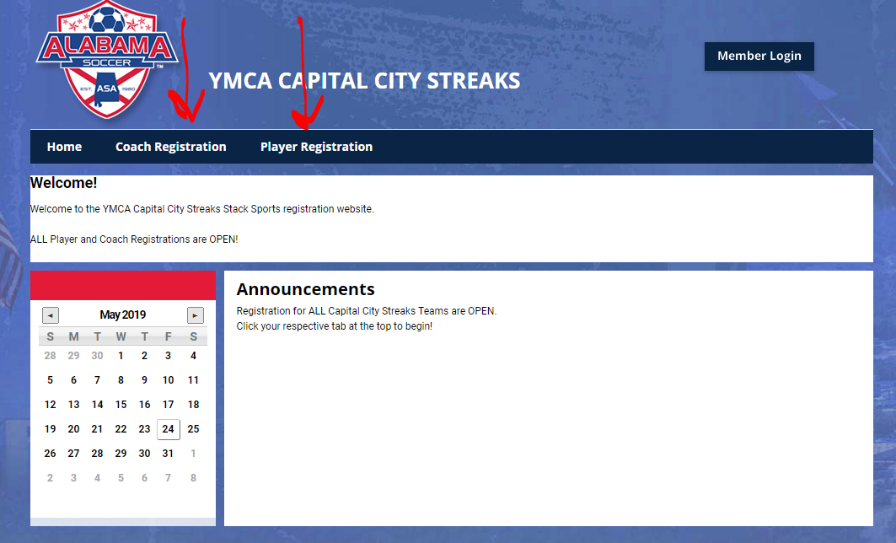 ALABAMA
SOCCER
TM
EST. ASA 1980
YMCA CAPITAL CITY STREAKS
Member Login
Home Coach Registration Player Registration
Welcome!
Welcome to the YMCA Capital City Streaks Stack Sports registration website.
ALL Player and Coach Registrations are OPEN!
May 2019
S M T W T F S
28 29 30 1 2 3 4
5 6 7 8 9 10 11
12 13 14 15 16 17 18
19 20 21 22 23 24 25
26 27 28 29 30 31 1
2 3 4 5 6 7 8
Announcements
Registration for ALL Capital City Streaks Teams are OPEN.
Click your respective tab at the top to begin!